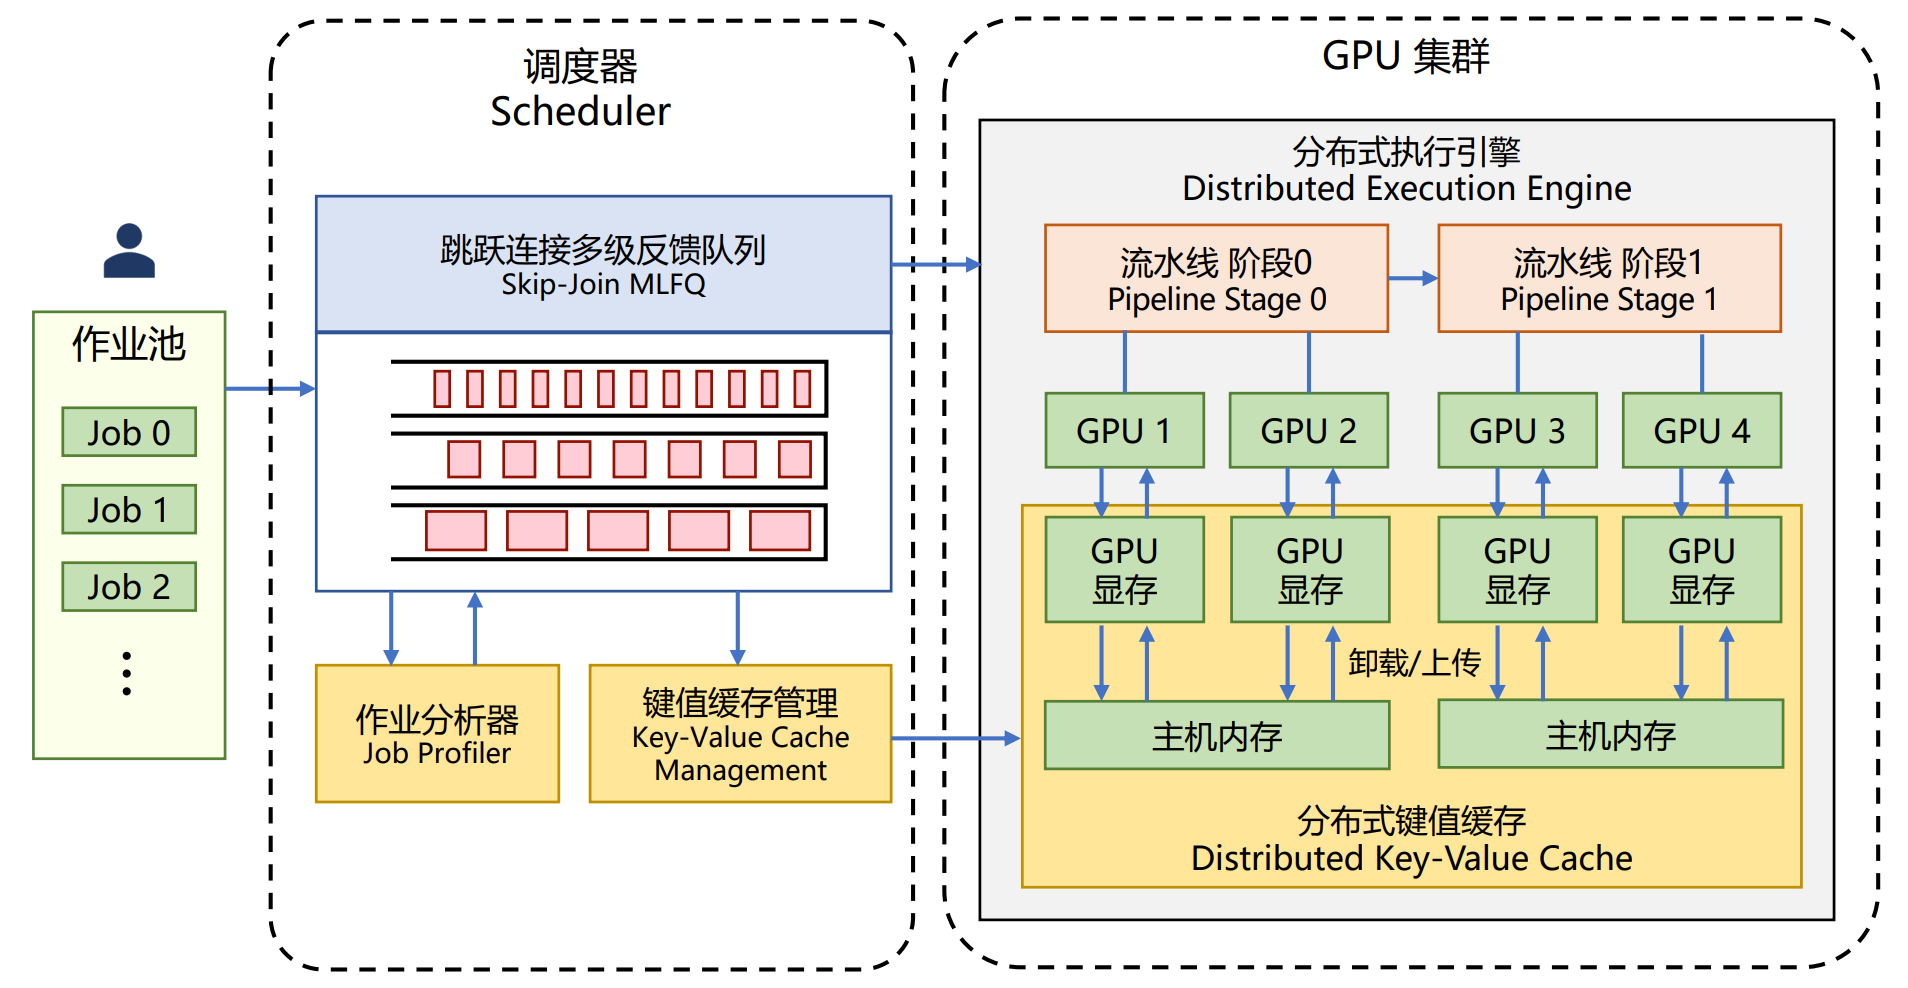 作业池
Job 0
Job 1
Job 2
调度器
Scheduler
跳跃连接多级反馈队列
Skip-Join MLFQ
作业分析器
Job Profiler
键值缓存管理
Key-Value Cache
Management
GPU 集群
分布式执行引擎
Distributed Execution Engine
流水线 阶段0
Pipeline Stage 0
流水线 阶段1
Pipeline Stage 1
GPU 1
GPU 2
GPU 3
GPU 4
GPU
显存
GPU
显存
GPU
显存
GPU
显存
卸载/上传
主机内存
主机内存
分布式键值缓存
Distributed Key-Value Cache